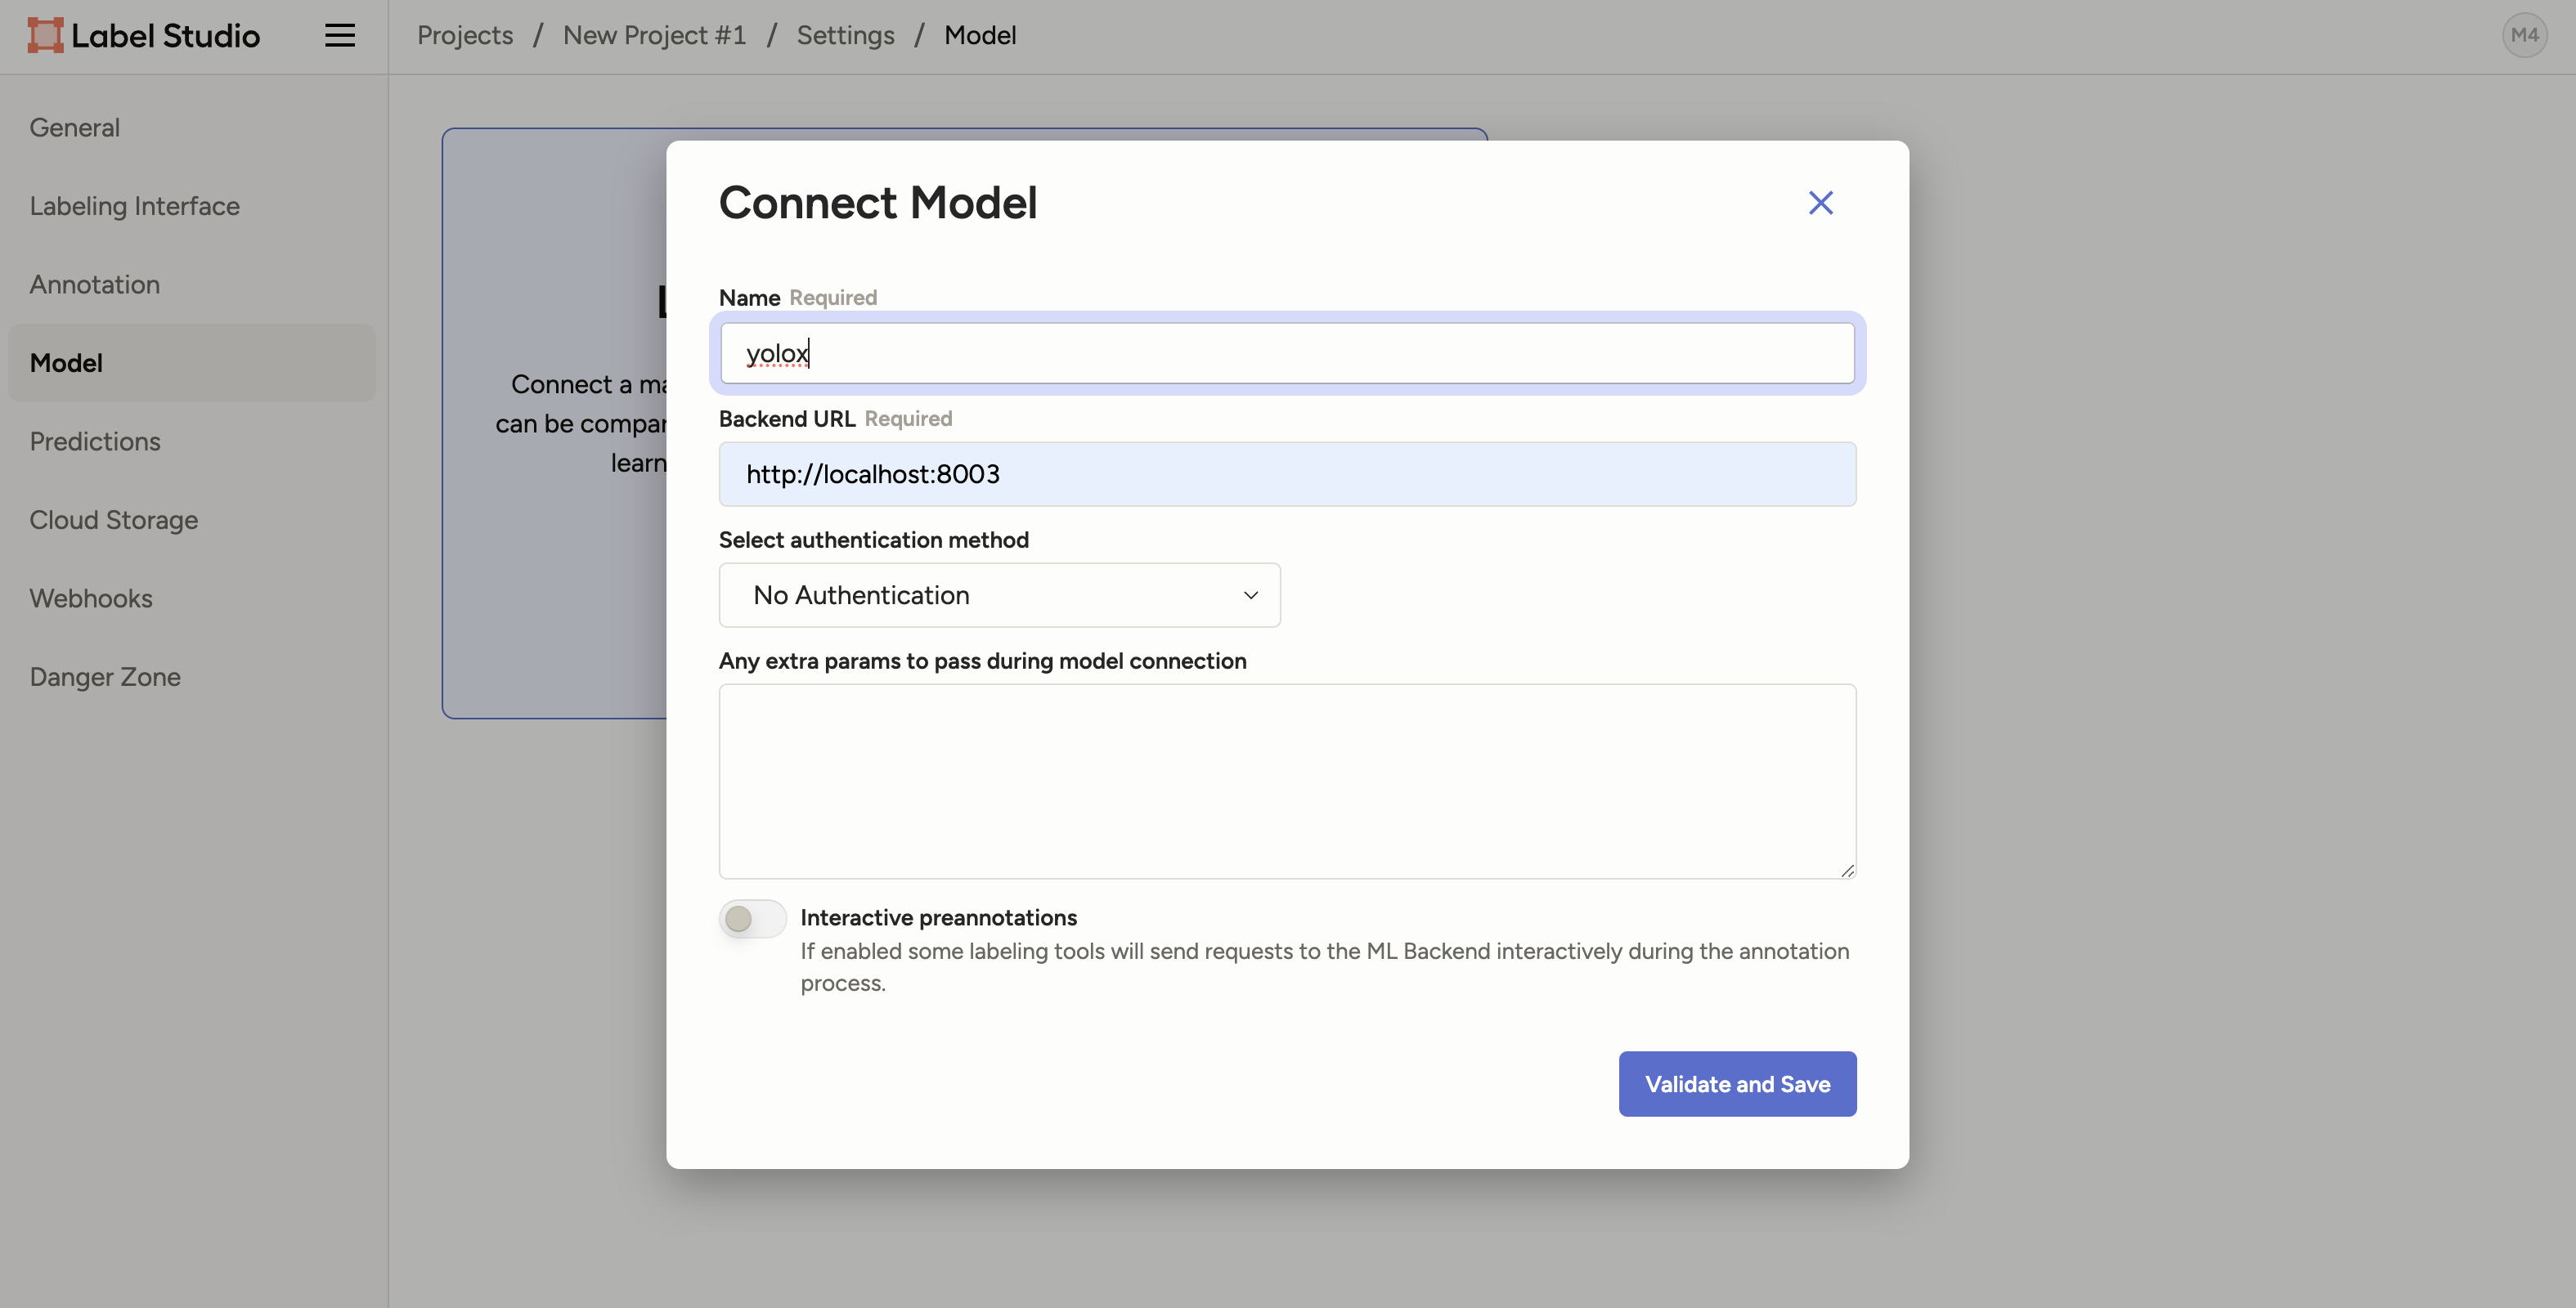 Label Studio
Projects / New Project #1 / Settings / Model
M4
General
Labeling Interface
Annotation
Model
Predictions
Cloud Storage
Webhooks
Danger Zone
Connect a ma
can be compar
learn
Connect Model
Name Required
yolox
Backend URL Required
http://localhost:8003
Select authentication method
No Authentication
Any extra params to pass during model connection
Interactive preannotations
If enabled some labeling tools will send requests to the ML Backend interactively during the annotation
process.
Validate and Save